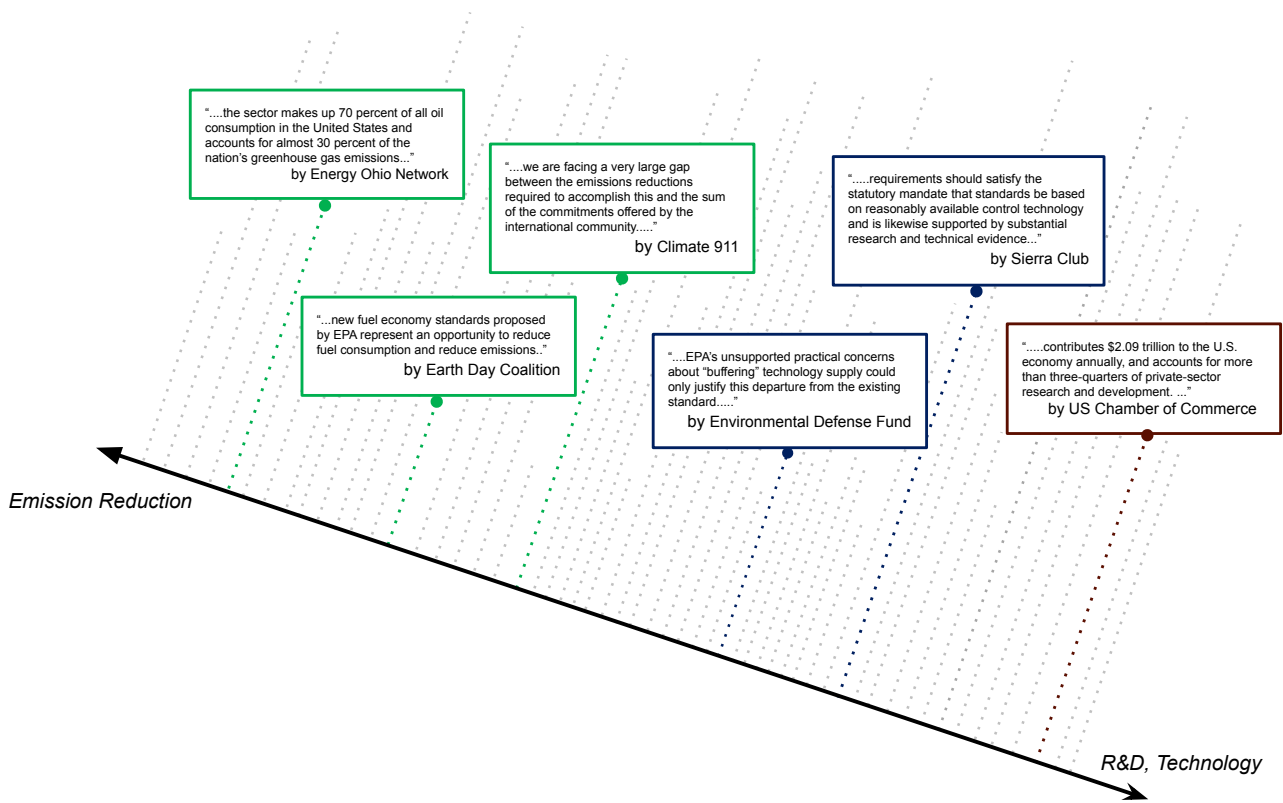 “....the sector makes up 70 percent of all oil
consumption in the United States and
accounts for almost 30 percent of the
nation’s greenhouse gas emissions...”
by Energy Ohio Network
“....we are facing a very large gap
between the emissions reductions
required to accomplish this and the sum
of the commitments offered by the
international community.....”
by Climate 911
“.....requirements should satisfy the
statutory mandate that standards be based
on reasonably available control technology
and is likewise supported by substantial
research and technical evidence...”
by Sierra Club
“...new fuel economy standards proposed
by EPA represent an opportunity to reduce
fuel consumption and reduce emissions..”
by Earth Day Coalition
“....EPA’s unsupported practical concerns
about “buffering” technology supply could
only justify this departure from the existing
standard.....”
by Environmental Defense Fund
“.....contributes $2.09 trillion to the U.S.
economy annually, and accounts for more
than three-quarters of private-sector
research and development. ...”
by US Chamber of Commerce
Emission Reduction
R&D, Technology